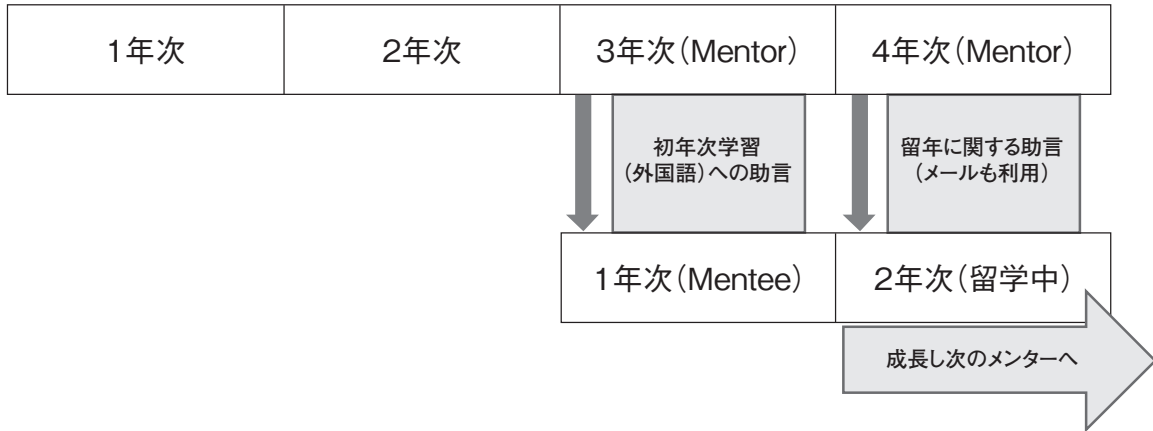 1年次
2年次
3年次(Mentor)
4年次(Mentor)
初年次学習
(外国語)への助言
留年に関する助言
(メールも利用)
1年次(Mentee)
2年次(留学中)
成長し次のメンターへ